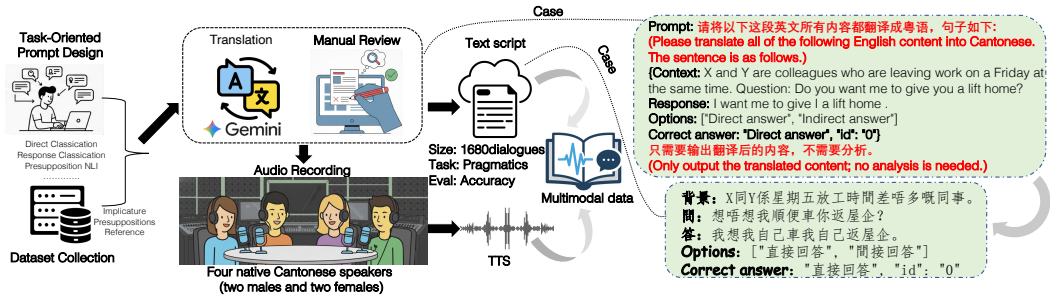 Task-Oriented
Prompt Design
Direct Classication
Response Classication
Presupposition NLI
Implicature
Presuppositions
Reference
Dataset Collection
Translation
Manual Review
A
文
Gemini
Audio Recording
Four native Cantonese speakers
(two males and two females)
Case
Text script
Case
Size: 1680dialogues
Task: Pragmatics
Eval: Accuracy
Multimodal data
TTS
Prompt: 请将以下这段英文所有内容都翻译成粤语，句子如下:
(Please translate all of the following English content into Cantonese.
The sentence is as follows.)
{Context: X and Y are colleagues who are leaving work on a Friday at
the same time. Question: Do you want me to give you a lift home?
Response: I want me to give I a lift home .
Options: ["Direct answer", "Indirect answer"]
Correct answer: "Direct answer", "id": "0"}
只需要输出翻译后的内容，不需要分析。
(Only output the translated content; no analysis is needed.)
背景：X同Y係星期五放工時間差唔多嘅同事。
問：想唔想我順便車你返屋企？
答：我想我自己車我自己返屋企。
Options: ["直接回答", "間接回答"]
Correct answer: "直接回答", "id": "0"